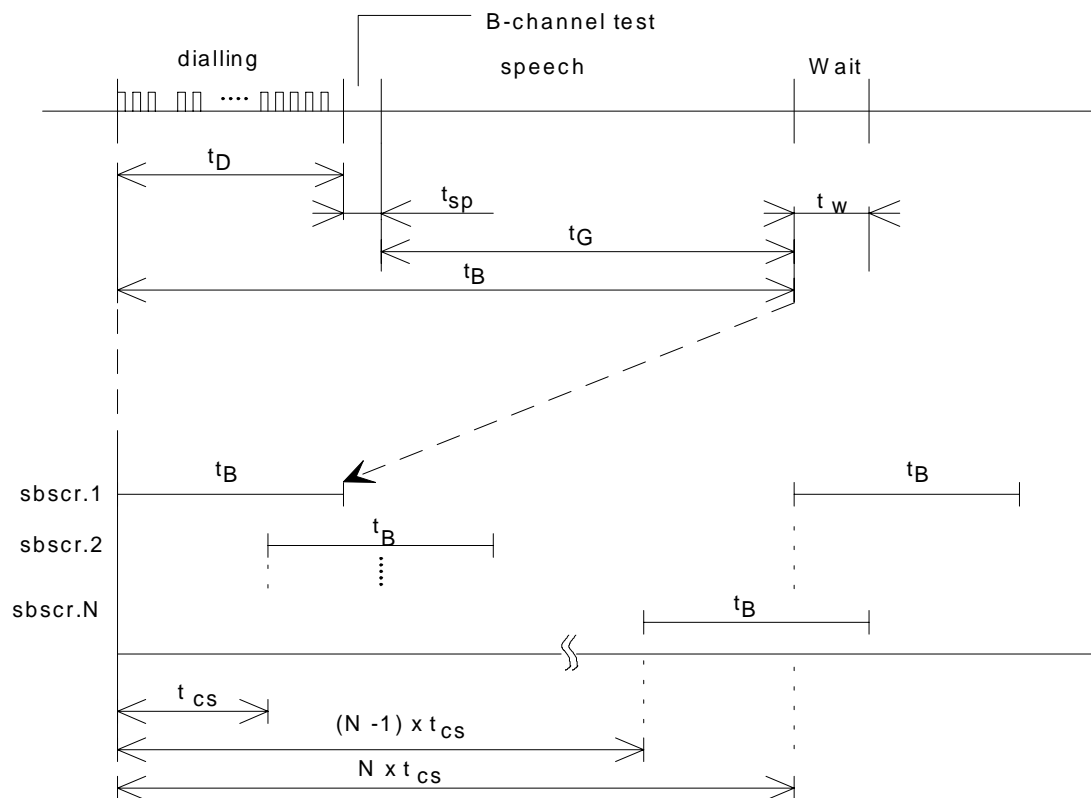 B-channel test
dialling
speech
Wait
tD
tsp
tw
tG
tB
sbscr.1
tB
tB
sbscr.2
tB
sbscr.N
tB
tcs
(N -1) x tcs
N x tcs